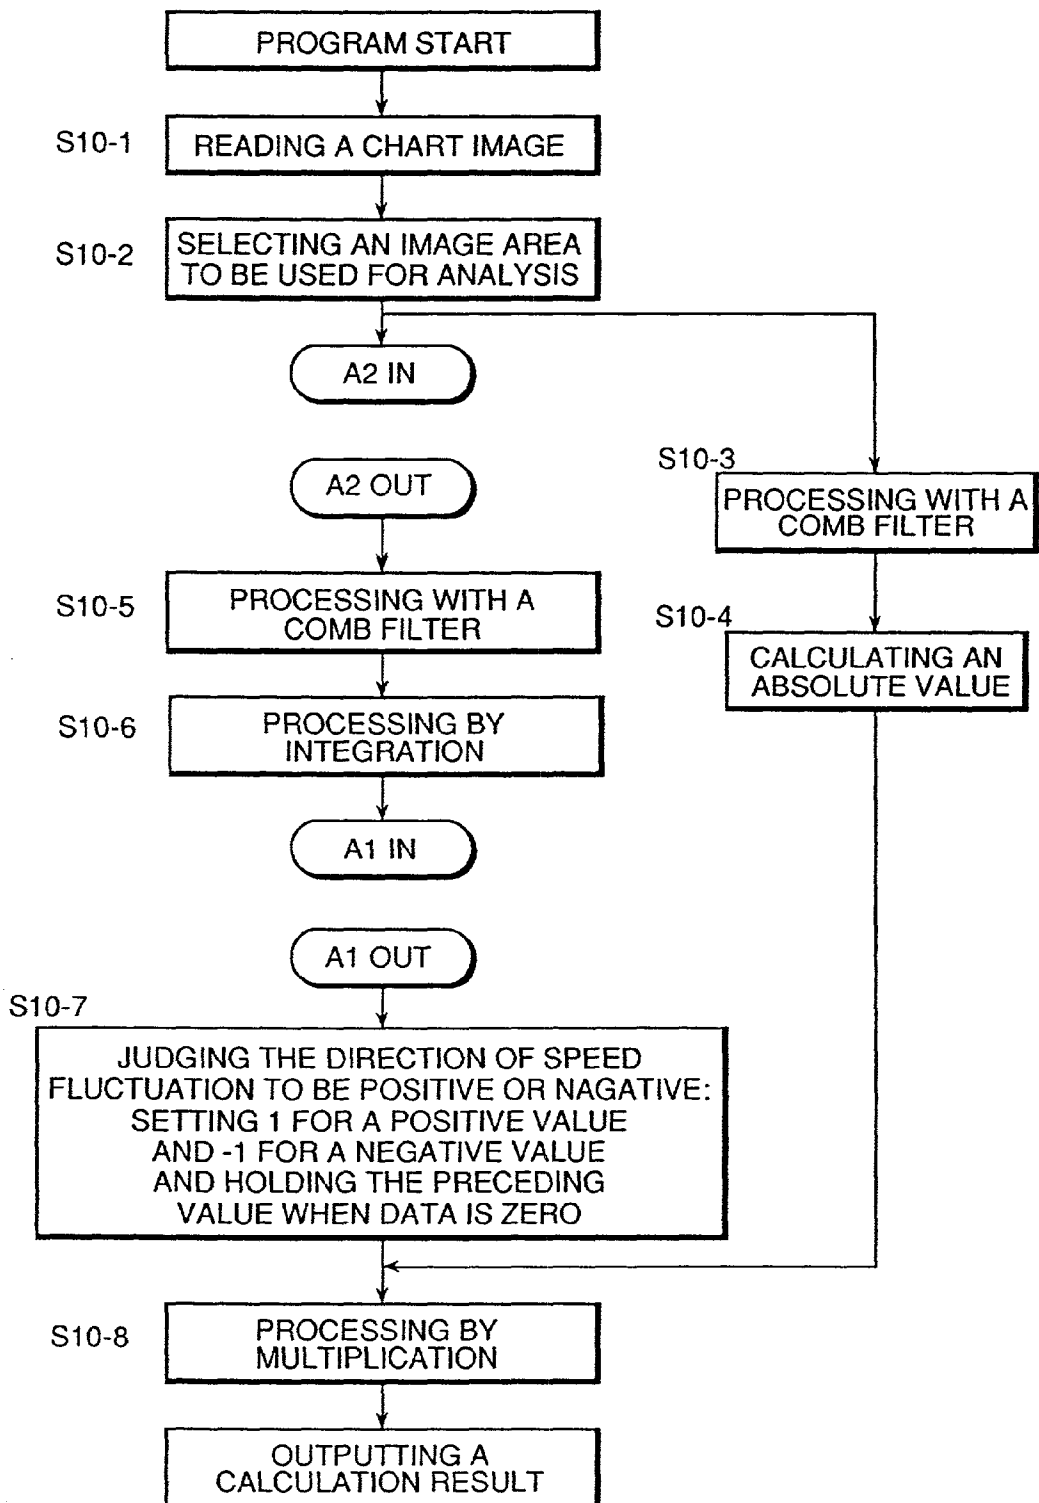 PROGRAM START
S10-1
READING A CHART IMAGE
S10-2
SELECTING AN IMAGE AREA
TO BE USED FOR ANALYSIS
A2 IN
A2 OUT
S10-3
PROCESSING WITH A
COMB FILTER
S10-5
PROCESSING WITH A
COMB FILTER
S10-4
CALCULATING AN
ABSOLUTE VALUE
S10-6
PROCESSING BY
INTEGRATION
A1 IN
A1 OUT
S10-7
JUDGING THE DIRECTION OF SPEED
FLUCTUATION TO BE POSITIVE OR NAGATIVE:
SETTING 1 FOR A POSITIVE VALUE
AND -1 FOR A NEGATIVE VALUE
AND HOLDING THE PRECEDING
VALUE WHEN DATA IS ZERO
S10-8
PROCESSING BY
MULTIPLICATION
OUTPUTTING A
CALCULATION RESULT